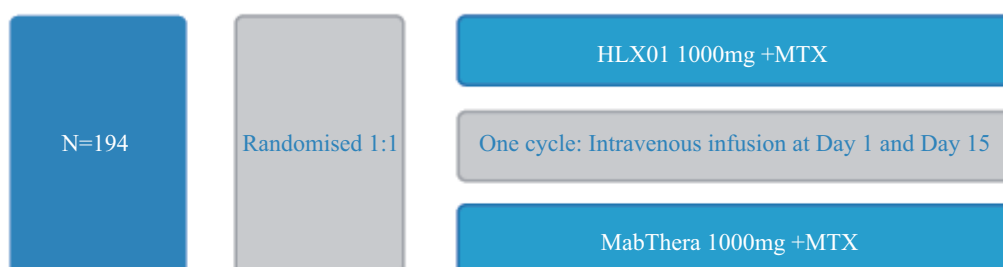 N=194
Randomised 1:1
HLX01 1000mg +MTX
One cycle: Intravenous infusion at Day 1 and Day 15
MabThera 1000mg +MTX